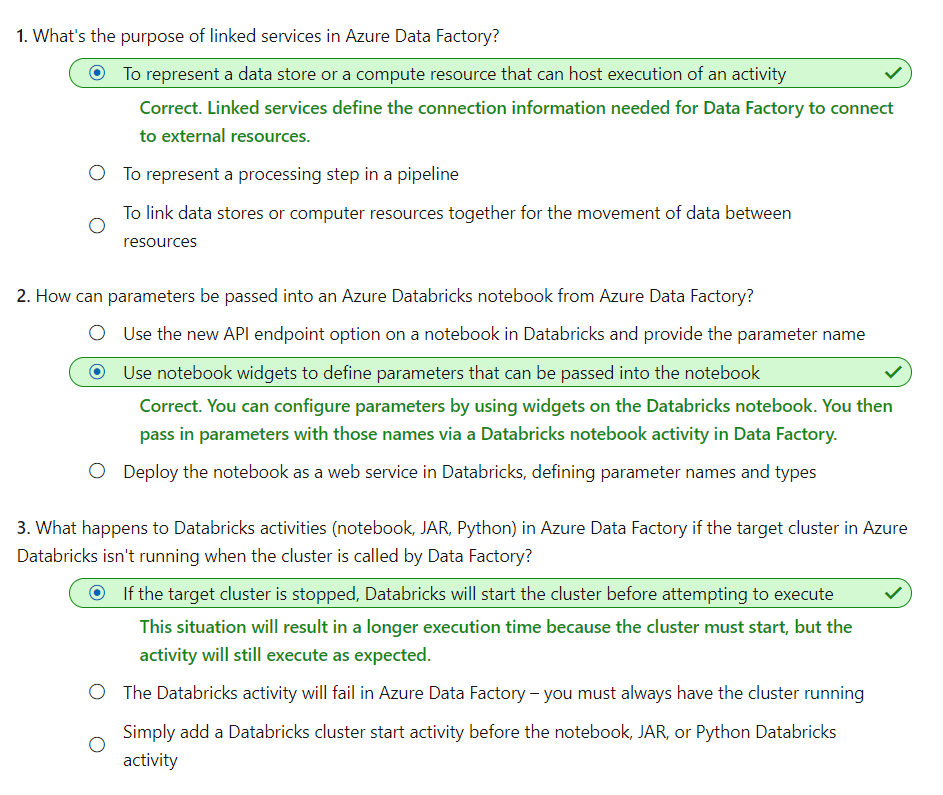 1. What's the purpose of linked services in Azure Data Factory?
To represent a data store or a compute resource that can host execution of an activity
Correct. Linked services define the connection information needed for Data Factory to connect
to external resources.
To represent a processing step in a pipeline
To link data stores or computer resources together for the movement of data between
resources
2. How can parameters be passed into an Azure Databricks notebook from Azure Data Factory?
Use the new API endpoint option on a notebook in Databricks and provide the parameter name
Use notebook widgets to define parameters that can be passed into the notebook
Correct. You can configure parameters by using widgets on the Databricks notebook. You then
pass in parameters with those names via a Databricks notebook activity in Data Factory.
Deploy the notebook as a web service in Databricks, defining parameter names and types
3. What happens to Databricks activities (notebook, JAR, Python) in Azure Data Factory if the target cluster in Azure
Databricks isn't running when the cluster is called by Data Factory?
If the target cluster is stopped, Databricks will start the cluster before attempting to execute
This situation will result in a longer execution time because the cluster must start, but the
activity will still execute as expected.
The Databricks activity will fail in Azure Data Factory – you must always have the cluster running
Simply add a Databricks cluster start activity before the notebook, JAR, or Python Databricks
activity